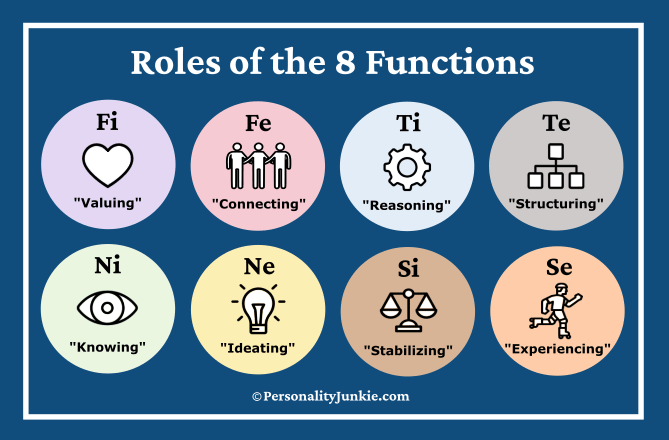 Roles of the 8 Functions
Fi
"Valuing"
Fe
"Connecting"
Ti
"Reasoning"
Te
"Structuring"
Ni
"Knowing"
Ne
"Ideating"
Si
"Stabilizing"
Se
"Experiencing"
©PersonalityJunkie.com